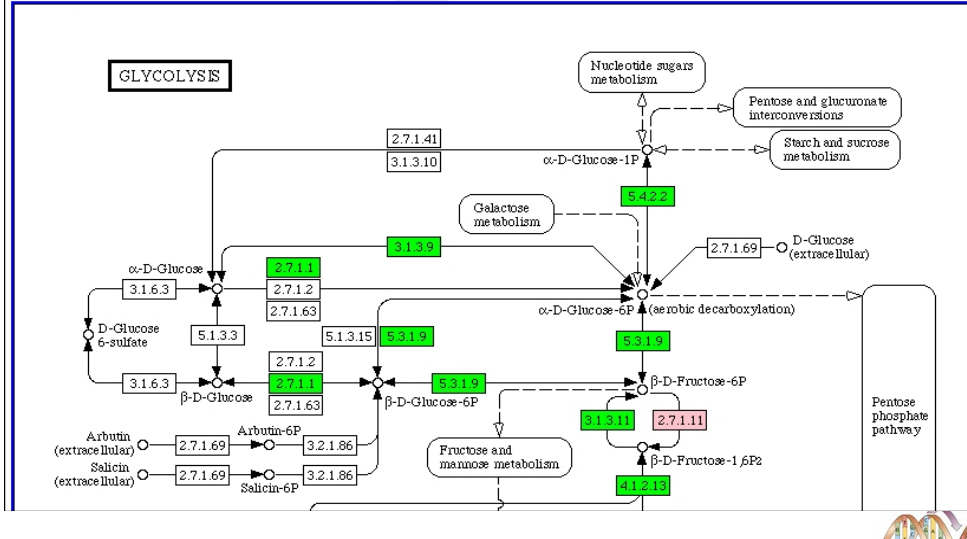 GLYCOLYSIS
Nucleotide sugars
metabolism
Pentose and glucuronate
interconversions
Starch and sucrose
metabolism
2.7.1.41
3.1.3.10
α-D-Glucose-1P
5.4.2.2
Galactose
metabolism
3.1.3.9
2.7.1.69
D-Glucose
(extracellular)
α-D-Glucose
2.7.1.1
3.1.6.3
2.7.1.2
2.7.1.63
α-D-Glucose-6P
(aerobic decarboxylation)
D-Glucose
6-sulfate
5.1.3.3
5.1.3.15
5.3.1.9
5.3.1.9
2.7.1.2
3.1.6.3
2.7.1.1
5.3.1.9
β-D-Fructose-6P
β-D-Glucose
2.7.1.63
β-D-Glucose-6P
Pentose
phosphate
pathway
3.1.3.11
2.7.1.11
Arbutin
(extracellular)
2.7.1.69
Arbutin-6P
3.2.1.86
Fructose and
mannose metabolism
β-D-Fructose-1,6P2
Salicin
(extracellular)
2.7.1.69
Salicin-6P
3.2.1.86
4.1.2.13